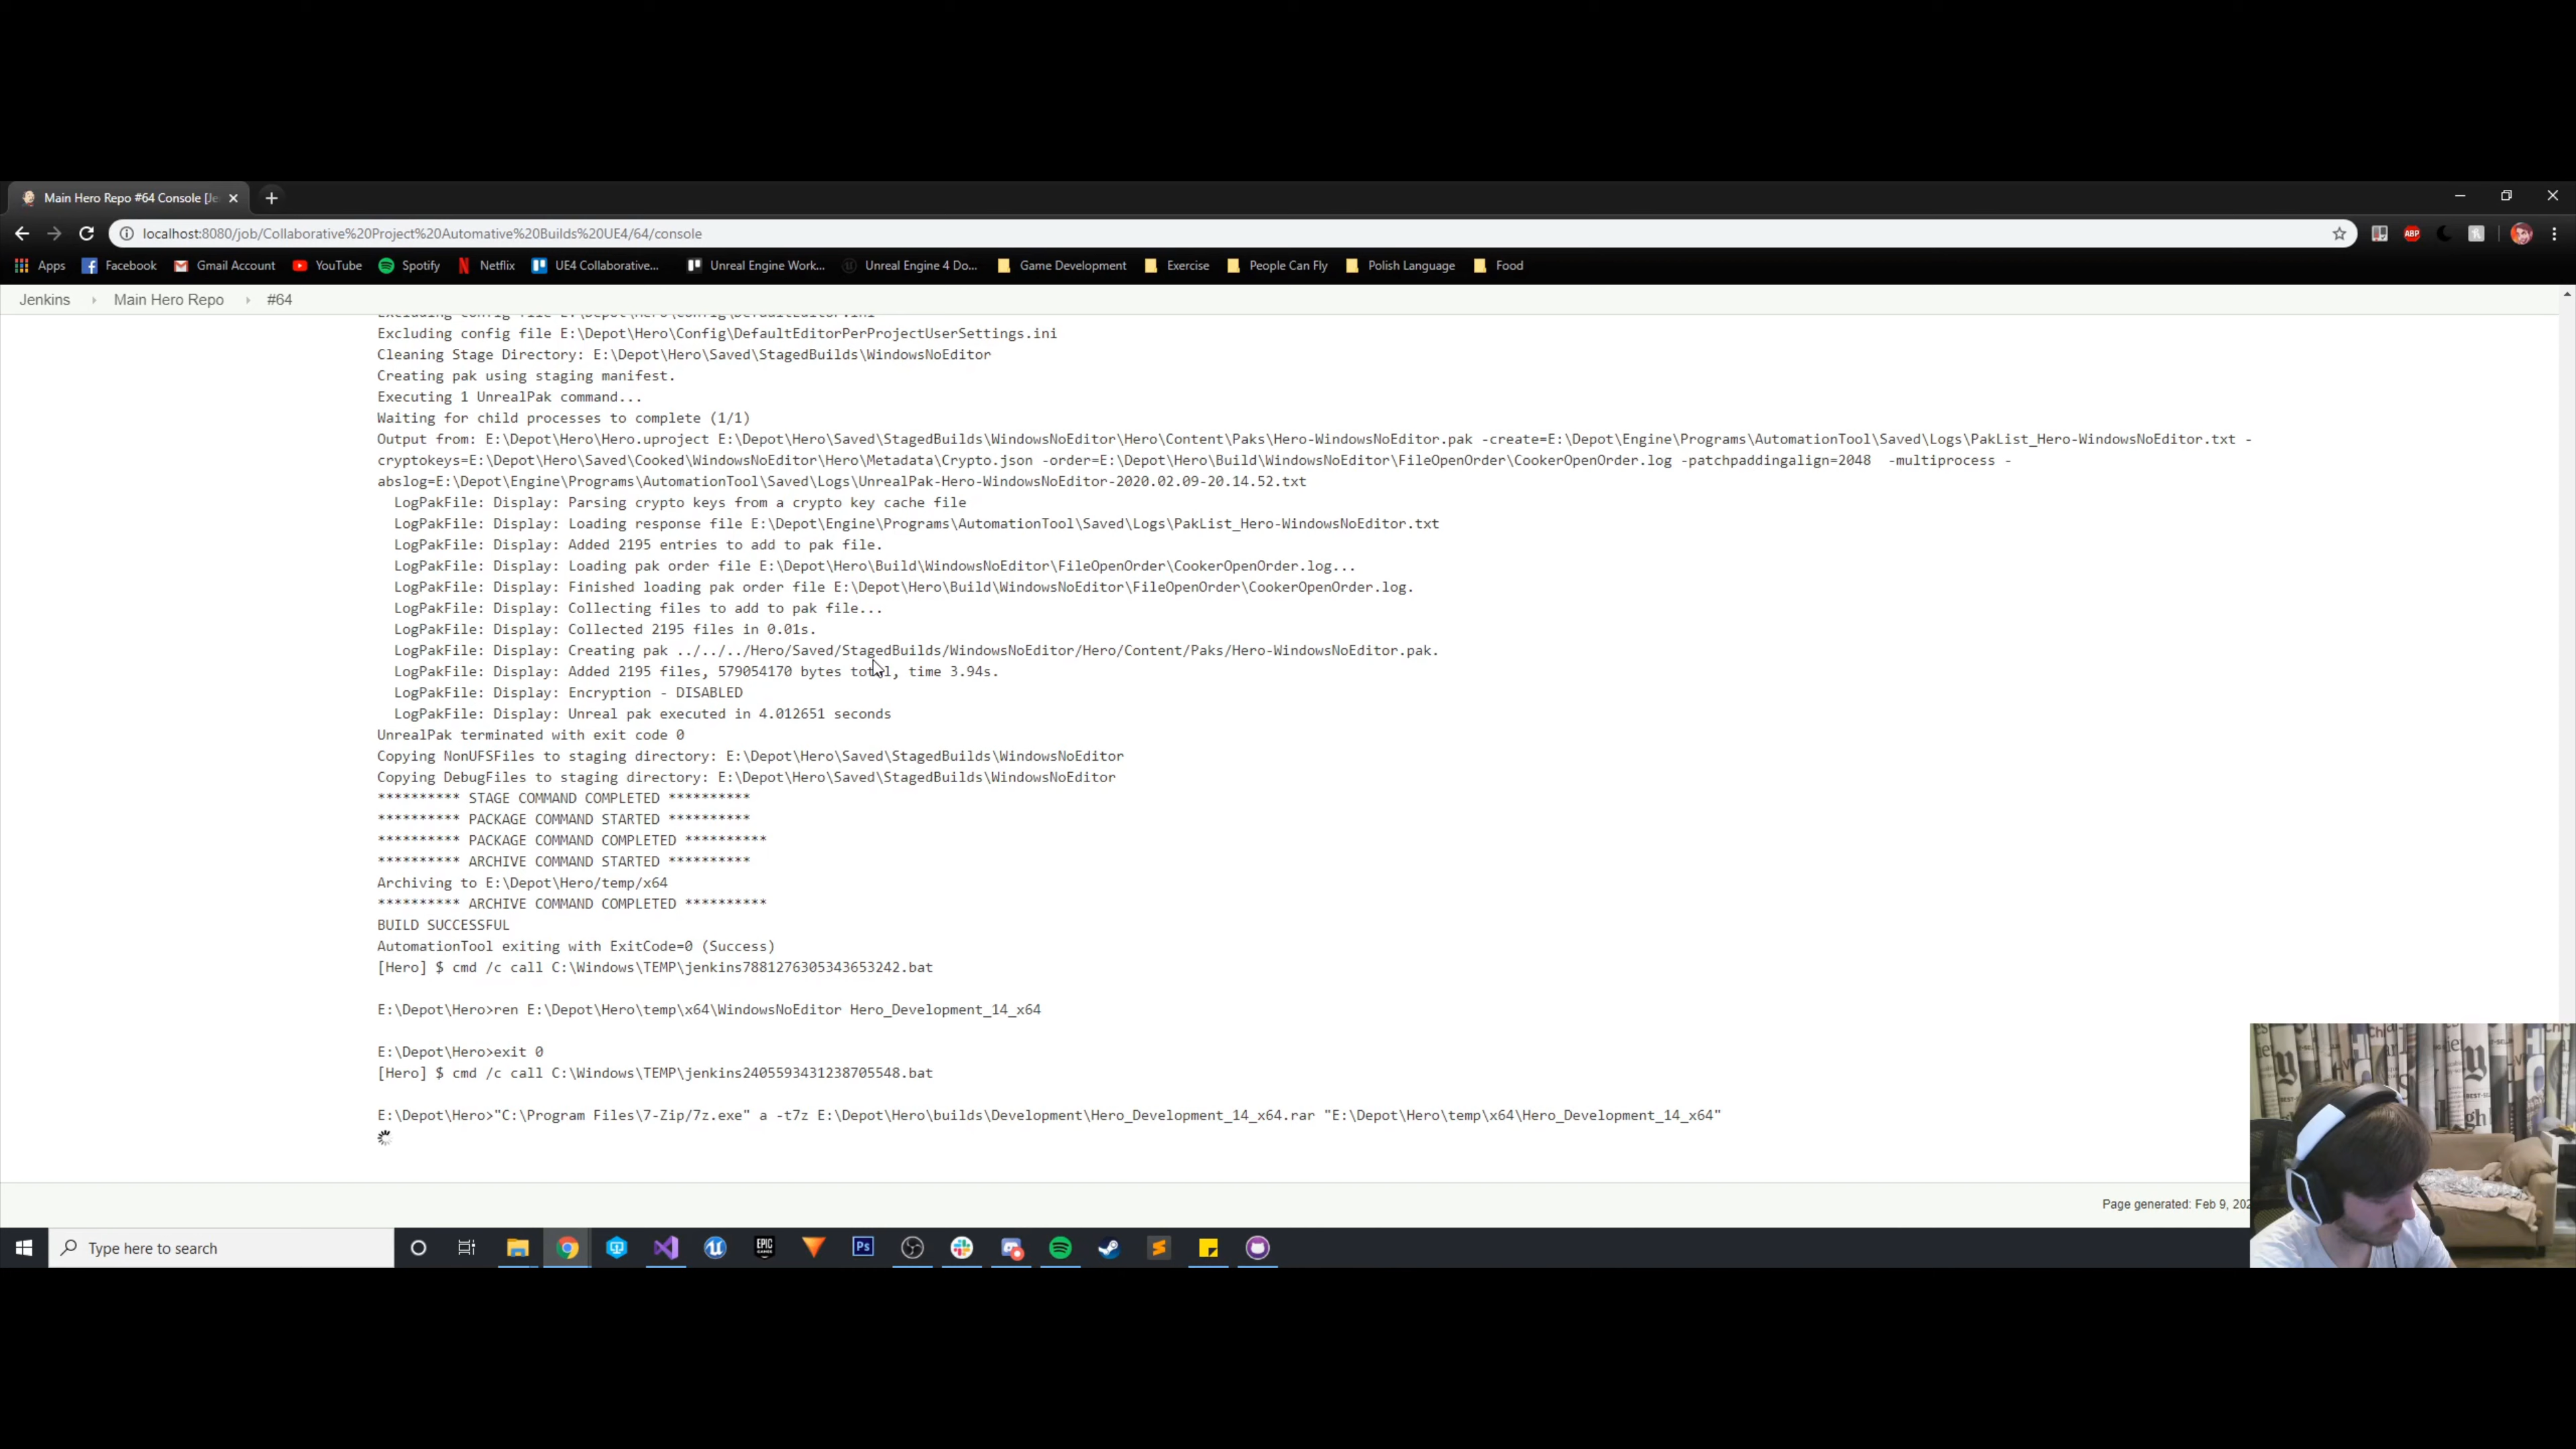 Main Hero Repo #64 Console [Je
localhost:8080/job/Collaborative%20Project%20Automative%20Builds%20UE4/64/console
Apps
Facebook
Gmail Account
YouTube
Spotify
Netflix
UE4 Collaborative...
Unreal Engine Work...
Unreal Engine 4 Do...
Game Development
Exercise
People Can Fly
Polish Language
Food
ABP
Jenkins
Main Hero Repo
#64
Excluding config file E:\Depot\Hero\Config\DefaultEditor.ini
Excluding config file E:\Depot\Hero\Config\DefaultEditorPerProjectUserSettings.ini
Cleaning Stage Directory: E:\Depot\Hero\Saved\StagedBuilds\WindowsNoEditor
Creating pak using staging manifest.
Executing 1 UnrealPak command...
Waiting for child processes to complete (1/1)
Output from: E:\Depot\Hero\Hero.uproject E:\Depot\Hero\Saved\StagedBuilds\WindowsNoEditor\Hero\Content\Paks\Hero-WindowsNoEditor.pak -create=E:\Depot\Engine\Programs\AutomationTool\Saved\Logs\PakList_Hero-WindowsNoEditor.txt -
cryptokeys=E:\Depot\Hero\Saved\Cooked\WindowsNoEditor\Hero\Metadata\Crypto.json -order=E:\Depot\Hero\Build\WindowsNoEditor\FileOpenOrder\CookerOpenOrder.log -patchpaddingalign=2048  -multiprocess -
abslog=E:\Depot\Engine\Programs\AutomationTool\Saved\Logs\UnrealPak-Hero-WindowsNoEditor-2020.02.09-20.14.52.txt
LogPakFile: Display: Parsing crypto keys from a crypto key cache file
LogPakFile: Display: Loading response file E:\Depot\Engine\Programs\AutomationTool\Saved\Logs\PakList_Hero-WindowsNoEditor.txt
LogPakFile: Display: Added 2195 entries to add to pak file.
LogPakFile: Display: Loading pak order file E:\Depot\Hero\Build\WindowsNoEditor\FileOpenOrder\CookerOpenOrder.log...
LogPakFile: Display: Finished loading pak order file E:\Depot\Hero\Build\WindowsNoEditor\FileOpenOrder\CookerOpenOrder.log.
LogPakFile: Display: Collecting files to add to pak file...
LogPakFile: Display: Collected 2195 files in 0.01s.
LogPakFile: Display: Creating pak ../../../Hero/Saved/StagedBuilds/WindowsNoEditor/Hero/Content/Paks/Hero-WindowsNoEditor.pak.
LogPakFile: Display: Added 2195 files, 579054170 bytes total, time 3.94s.
LogPakFile: Display: Encryption - DISABLED
LogPakFile: Display: Unreal pak executed in 4.012651 seconds
UnrealPak terminated with exit code 0
Copying NonUFSFiles to staging directory: E:\Depot\Hero\Saved\StagedBuilds\WindowsNoEditor
Copying DebugFiles to staging directory: E:\Depot\Hero\Saved\StagedBuilds\WindowsNoEditor
********** STAGE COMMAND COMPLETED **********
********** PACKAGE COMMAND STARTED **********
********** PACKAGE COMMAND COMPLETED **********
********** ARCHIVE COMMAND STARTED **********
Archiving to E:\Depot\Hero/temp/x64
********** ARCHIVE COMMAND COMPLETED **********
BUILD SUCCESSFUL
AutomationTool exiting with ExitCode=0 (Success)
[Hero] $ cmd /c call C:\Windows\TEMP\jenkins7881276305343653242.bat
E:\Depot\Hero>ren E:\Depot\Hero\temp\x64\WindowsNoEditor Hero_Development_14_x64
E:\Depot\Hero>exit 0
[Hero] $ cmd /c call C:\Windows\TEMP\jenkins2405593431238705548.bat
E:\Depot\Hero>"C:\Program Files\7-Zip/7z.exe" a -t7z E:\Depot\Hero\builds\Development\Hero_Development_14_x64.rar "E:\Depot\Hero\temp\x64\Hero_Development_14_x64"
Page generated: Feb 9, 202
Type here to search
EPIC
GAMES
Ps